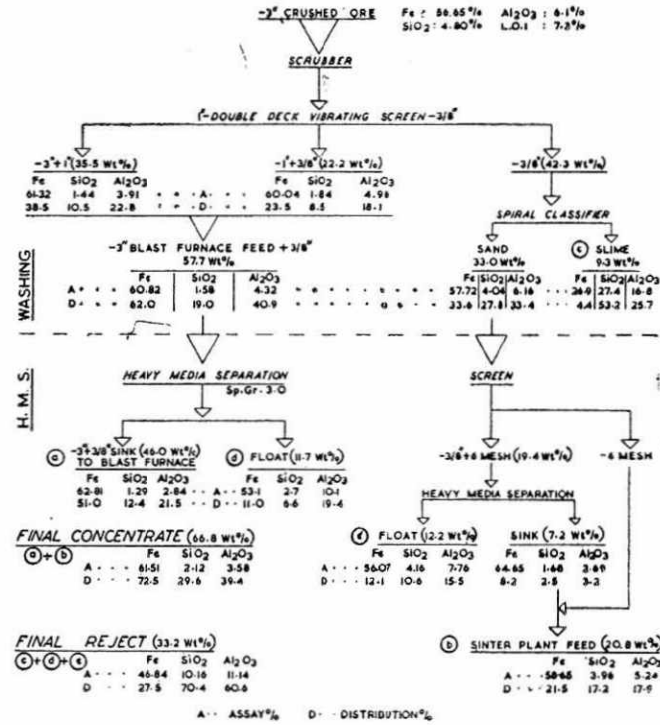 -3" CRUSHED ORE
Fe : 56.65% Al2O3 : 6.1%
SiO2 : 4.80% L.O.I : 7.3%
SCRUBBER
1"-DOUBLE DECK VIBRATING SCREEN-3/8"
-3"+1"(35.5 Wt%) -1"+3/8"(22.2 Wt%) -3/8"(42.3 Wt%)
Fe SiO2 Al2O3 Fe SiO2 Al2O3
61.32 1.44 3.91 A 60.04 1.84 4.98
38.5 10.5 22.8 D 23.5 8.5 18.1
SPIRAL CLASSIFIER
-3" BLAST FURNACE FEED +3/8" SAND (c) SLIME
57.7 Wt% 33.0 Wt% 9.3 Wt%
Fe SiO2 Al2O3 Fe SiO2 Al2O3 Fe SiO2 Al2O3
A 60.82 1.58 4.32 57.72 4.04 6.18 27.4 16.8
D 62.0 19.0 40.9 33.6 27.8 33.4 4.4 53.2 25.7
WASHING
H. M. S.
HEAVY MEDIA SEPARATION SCREEN
Sp.Gr. 3.0
(a) -3"+3/8" SINK (46.0 Wt%) (d) FLOAT (11.7 Wt%) -3/8"+6 MESH (19.4 Wt%) -6 MESH
TO BLAST FURNACE
Fe SiO2 Al2O3 Fe SiO2 Al2O3
62.81 1.29 2.84 A 53.1 2.7 10.1
51.0 12.4 21.5 D 11.0 6.6 19.4
HEAVY MEDIA SEPARATION
FINAL CONCENTRATE (66.8 Wt%) FLOAT (12.2 Wt%) SINK (7.2 Wt%)
(a)+(b) Fe SiO2 Al2O3 Fe SiO2 Al2O3 Fe SiO2 Al2O3
A 61.51 2.12 3.58 A 56.07 4.16 7.76 64.65 1.68
D 72.5 29.6 39.4 D 12.1 10.6 15.5 8.2 2.5
FINAL REJECT (33.2 Wt%) (b) SINTER PLANT FEED (20.8 Wt%)
(c)+(d)+(e)
Fe SiO2 Al2O3 Fe SiO2 Al2O3
A 46.84 10.16 11.14 A 3.96 5.24
D 27.5 70.4 60.6 D 21.5 17.2 17.9
A - - ASSAY% D - - DISTRIBUTION%